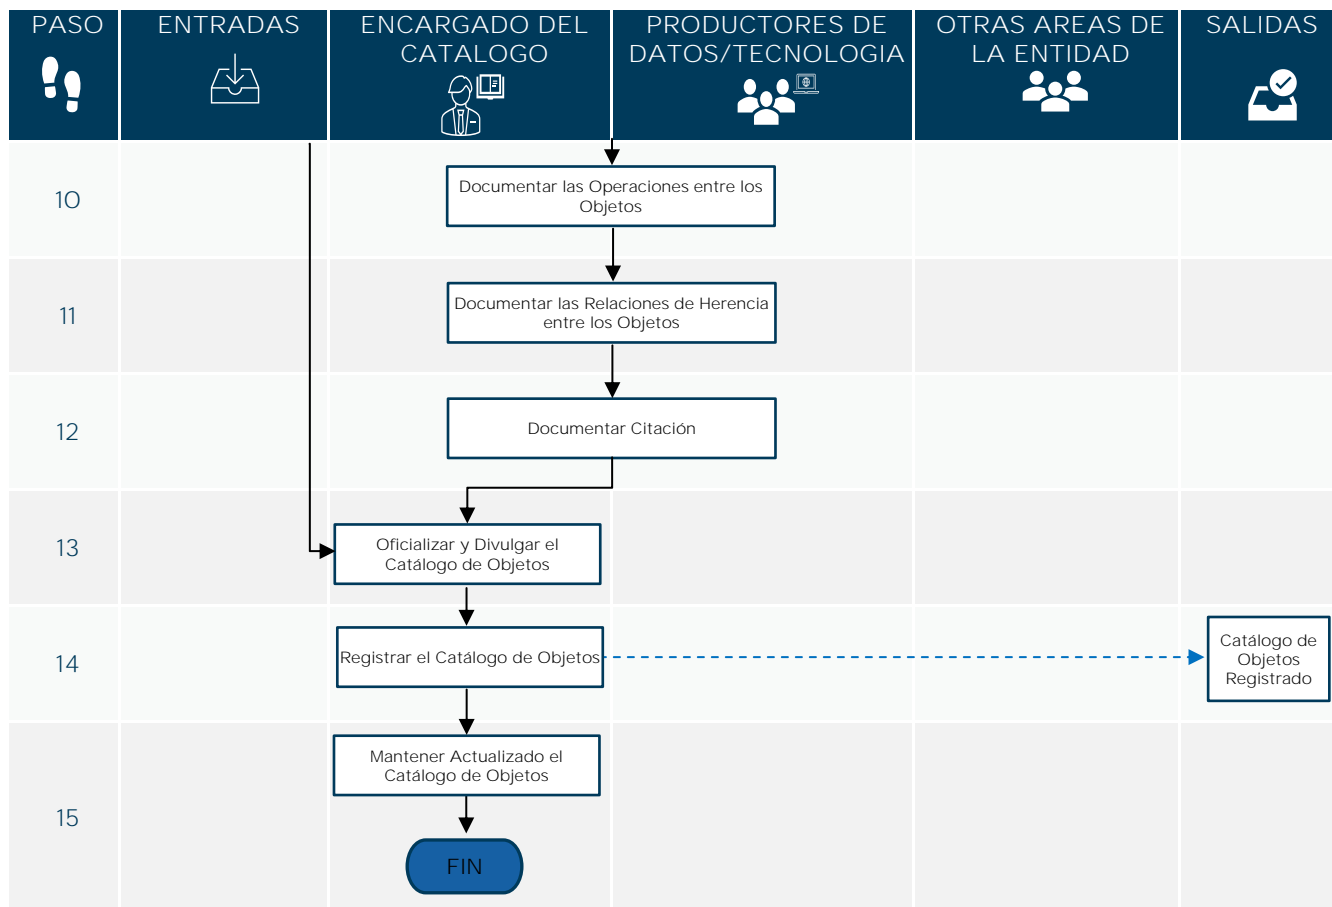 PASO
ENTRADAS
ENCARGADO DEL
CATALOGO
PRODUCTORES DE
DATOS/TECNOLOGIA
OTRAS AREAS DE
LA ENTIDAD
SALIDAS
10
Documentar las Operaciones entre los
Objetos
11
Documentar las Relaciones de Herencia
entre los Objetos
12
Documentar Citación
13
Oficializar y Divulgar el
Catálogo de Objetos
14
Registrar el Catálogo de Objetos
Catálogo de
Objetos
Registrado
15
Mantener Actualizado el
Catálogo de Objetos
FIN